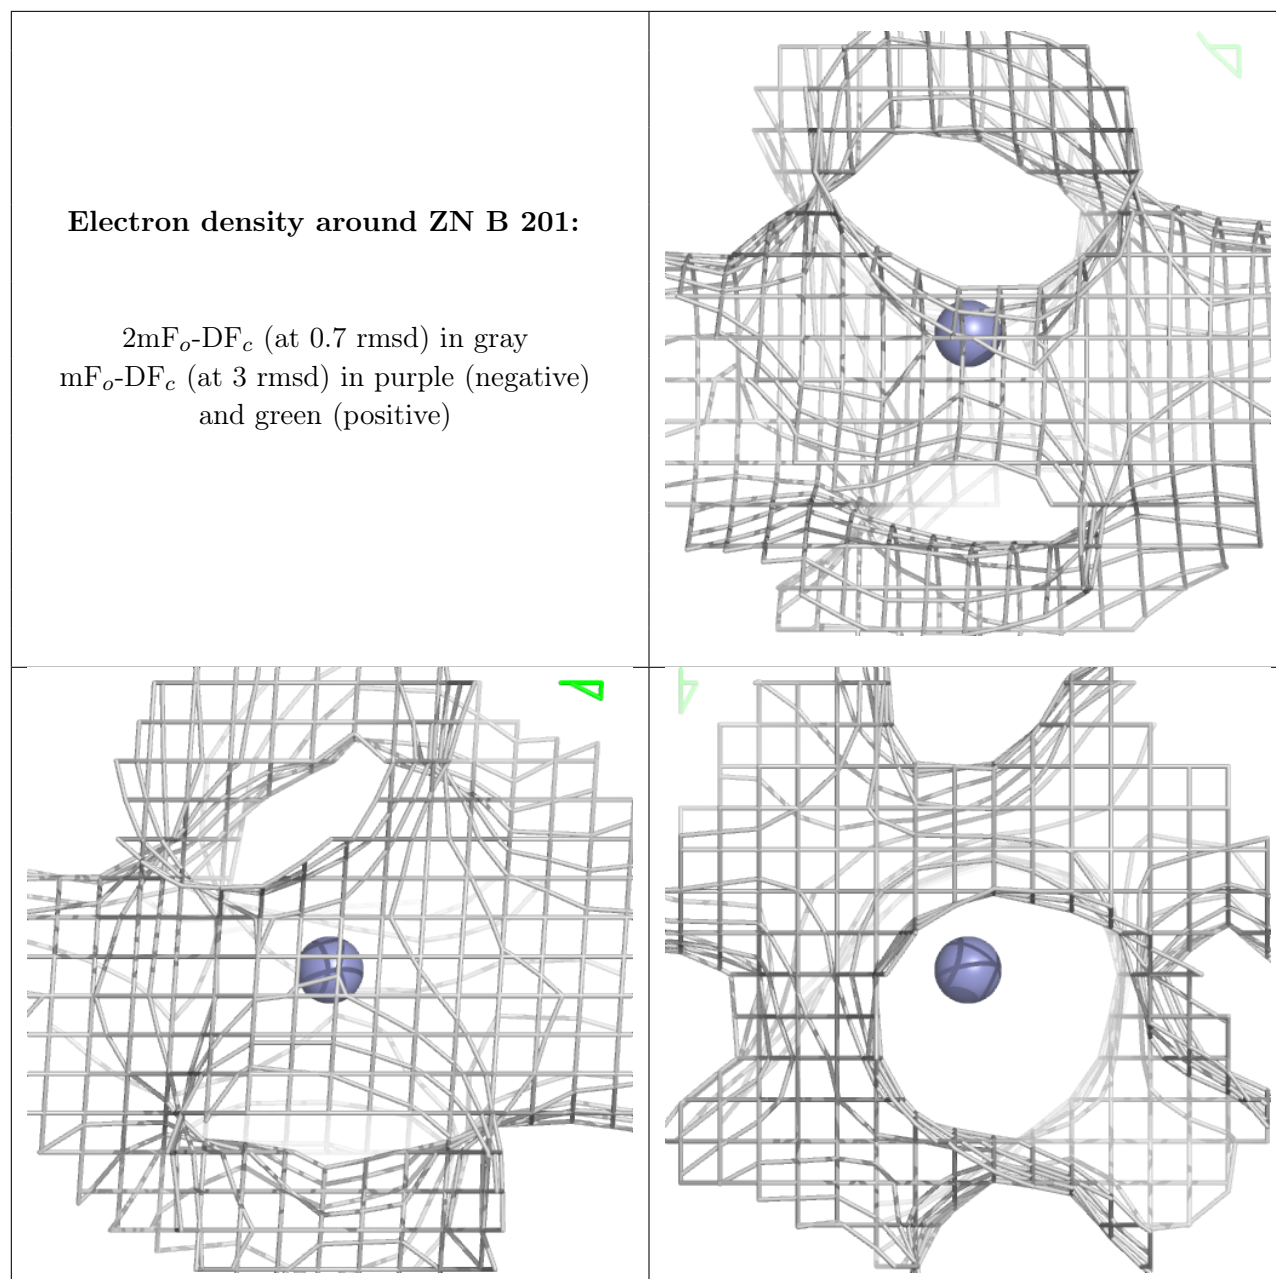 Electron density around ZN B 201:
2mFo-DFc (at 0.7 rmsd) in gray
mFo-DFc (at 3 rmsd) in purple (negative)
and green (positive)